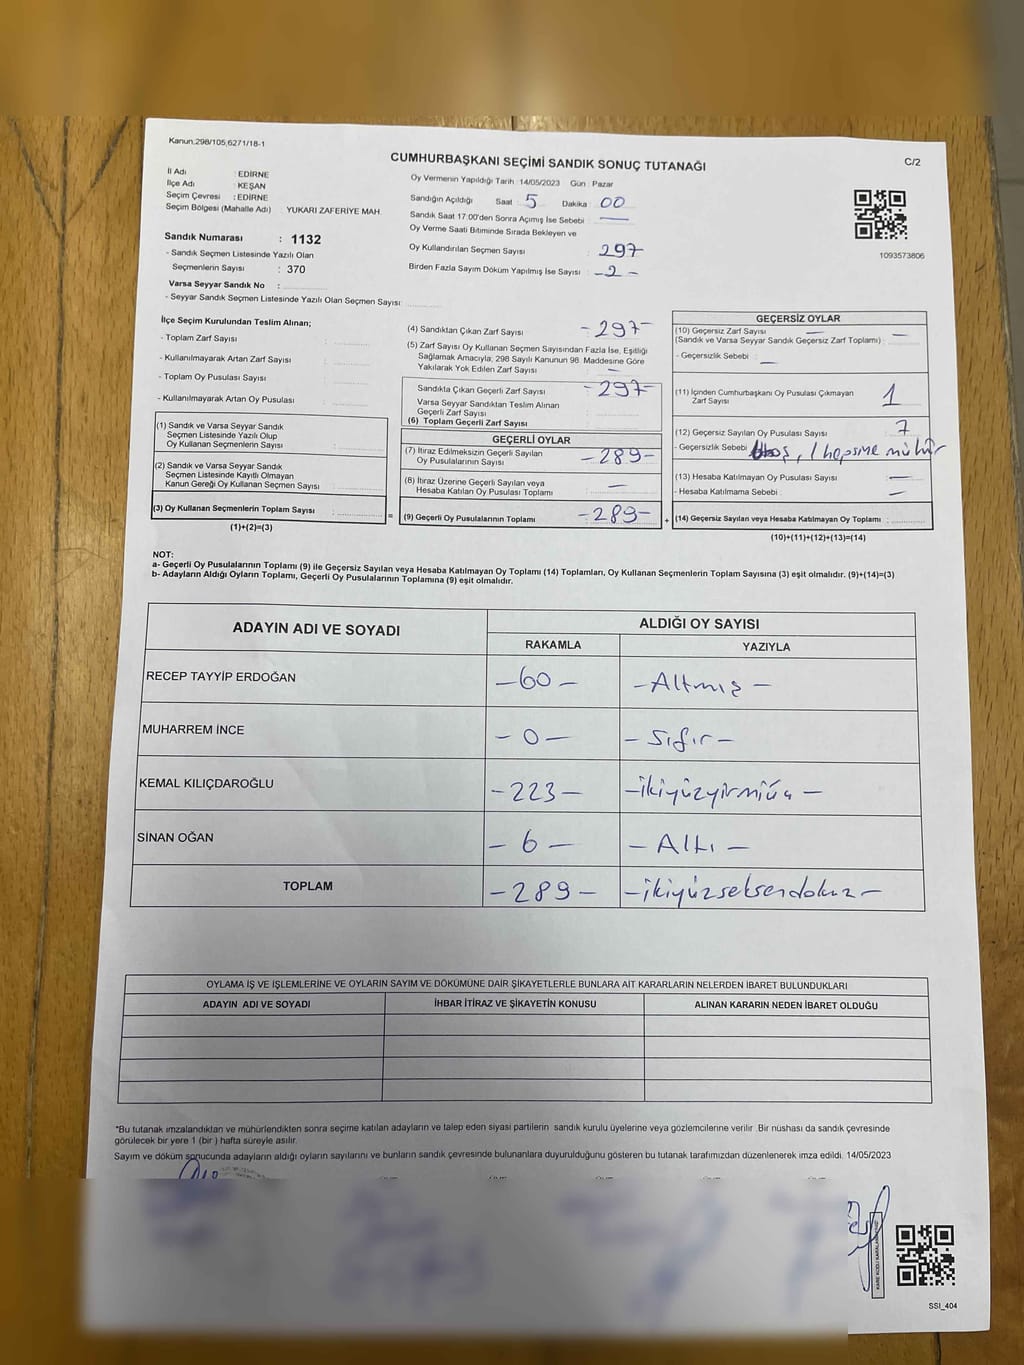 Kanun.298/105,6271/18-1
CUMHURBAŞKANI SEÇİMİ SANDIK SONUÇ TUTANAĞI
C/2
İl Adı : EDİRNE
İlçe Adı : KEŞAN
Seçim Çevresi : EDİRNE
Seçim Bölgesi (Mahalle Adı) : YUKARI ZAFERİYE MAH.
Sandık Numarası : 1132
- Sandık Seçmen Listesinde Yazılı Olan
Seçmenlerin Sayısı : 370
Varsa Seyyar Sandık No :
- Seyyar Sandık Seçmen Listesinde Yazılı Olan Seçmen Sayısı:
Oy Vermenin Yapıldığı Tarih :14/05/2023 Gün : Pazar
Sandığın Açıldığı Saat : 5 Dakika : 00
Sandık Saat 17:00'den Sonra Açımış İse Sebebi : —
Oy Verme Saati Bitiminde Sırada Bekleyen ve
Oy Kullandırılan Seçmen Sayısı : 297
Birden Fazla Sayım Döküm Yapılmış İse Sayısı : -2-
1093573806
İlçe Seçim Kurulundan Teslim Alınan;
- Toplam Zarf Sayısı :
- Kullanılmayarak Artan Zarf Sayısı :
- Toplam Oy Pusulası Sayısı :
- Kullanılmayarak Artan Oy Pusulası :
(1) Sandık ve Varsa Seyyar Sandık
Seçmen Listesinde Yazılı Olup
Oy Kullanan Seçmenlerin Sayısı :
(2) Sandık ve Varsa Seyyar Sandık
Seçmen Listesinde Kayıtlı Olmayan
Kanun Gereği Oy Kullanan Seçmen Sayısı :
(3) Oy Kullanan Seçmenlerin Toplam Sayısı :
(1)+(2)=(3)
=
(4) Sandıktan Çıkan Zarf Sayısı : -297-
(5) Zarf Sayısı Oy Kullanan Seçmen Sayısından Fazla İse, Eşitliği
Sağlamak Amacıyla; 298 Sayılı Kanunun 98. Maddesine Göre
Yakılarak Yok Edilen Zarf Sayısı : —
Sandıkta Çıkan Geçerli Zarf Sayısı : -297-
Varsa Seyyar Sandıktan Teslim Alınan
Geçerli Zarf Sayısı :
(6) Toplam Geçerli Zarf Sayısı :
GEÇERLİ OYLAR
(7) İtiraz Edilmeksizin Geçerli Sayılan
Oy Pusulalarının Sayısı : -289-
(8) İtiraz Üzerine Geçerli Sayılan veya
Hesaba Katılan Oy Pusulası Toplamı : —
(9) Geçerli Oy Pusulalarının Toplamı : -289-
+
GEÇERSİZ OYLAR
(10) Geçersiz Zarf Sayısı —
(Sandık ve Varsa Seyyar Sandık Geçersiz Zarf Toplamı) : —
- Geçersizlik Sebebi : —
(11) İçinden Cumhurbaşkanı Oy Pusulası Çıkmayan
Zarf Sayısı : 1
(12) Geçersiz Sayılan Oy Pusulası Sayısı : 7
- Geçersizlik Sebebi : boş, 1 hepsine mühür
(13) Hesaba Katılmayan Oy Pusulası Sayısı : —
- Hesaba Katılmama Sebebi : —
(14) Geçersiz Sayılan veya Hesaba Katılmayan Oy Toplamı :
(10)+(11)+(12)+(13)=(14)
NOT:
a- Geçerli Oy Pusulalarının Toplamı (9) ile Geçersiz Sayılan veya Hesaba Katılmayan Oy Toplamı (14) Toplamları, Oy Kullanan Seçmenlerin Toplam Sayısına (3) eşit olmalıdır. (9)+(14)=(3)
b- Adayların Aldığı Oyların Toplamı, Geçerli Oy Pusulalarının Toplamına (9) eşit olmalıdır.
ADAYIN ADI VE SOYADI ALDIĞI OY SAYISI
RAKAMLA YAZIYLA
RECEP TAYYİP ERDOĞAN -60- -Altmış-
MUHARREM İNCE -0- -Sıfır-
KEMAL KILIÇDAROĞLU -223- -ikiyüzyirmiüç-
SİNAN OĞAN -6- -Altı-
TOPLAM -289- -ikiyüzseksendokuz-
OYLAMA İŞ VE İŞLEMLERİNE VE OYLARIN SAYIM VE DÖKÜMÜNE DAİR ŞİKAYETLERLE BUNLARA AİT KARARLARIN NELERDEN İBARET BULUNDUKLARI
ADAYIN ADI VE SOYADI İHBAR İTİRAZ VE ŞİKAYETİN KONUSU ALINAN KARARIN NEDEN İBARET OLDUĞU
*Bu tutanak imzalandıktan ve mühürlendikten sonra seçime katılan adayların ve talep eden siyasi partilerin sandık kurulu üyelerine veya gözlemcilerine verilir. Bir nüshası da sandık çevresinde
görülecek bir yere 1 (bir ) hafta süreyle asılır.
Sayım ve döküm sonucunda adayların aldığı oyların sayılarını ve bunların sandık çevresinde bulunanlara duyurulduğunu gösteren bu tutanak tarafımızdan düzenlenerek imza edildi. 14/05/2023
SSI_404